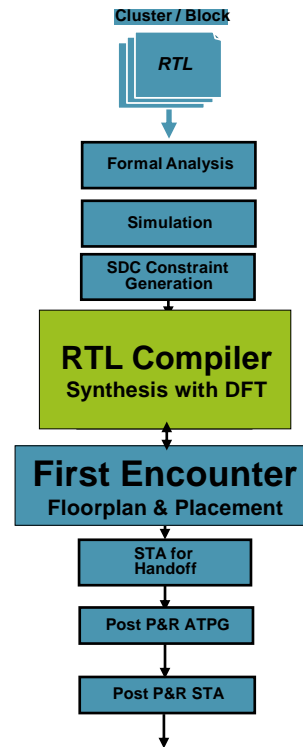 Cluster / Block
RTL
Formal Analysis
Simulation
SDC Constraint
Generation
RTL Compiler
Synthesis with DFT
First Encounter
Floorplan & Placement
STA for
Handoff
Post P&R ATPG
Post P&R STA